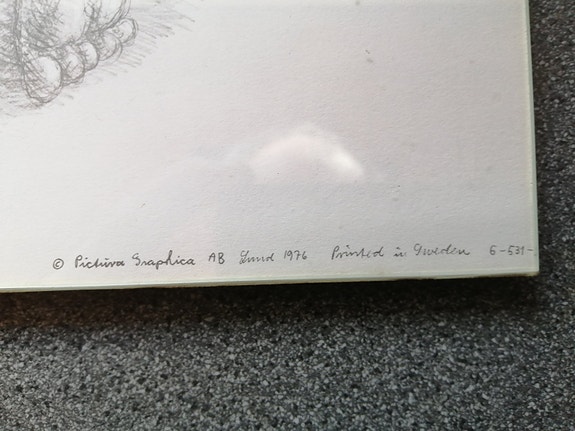 © Pictura Graphica AB Lund 1976 Printed in Sweden 6-531-